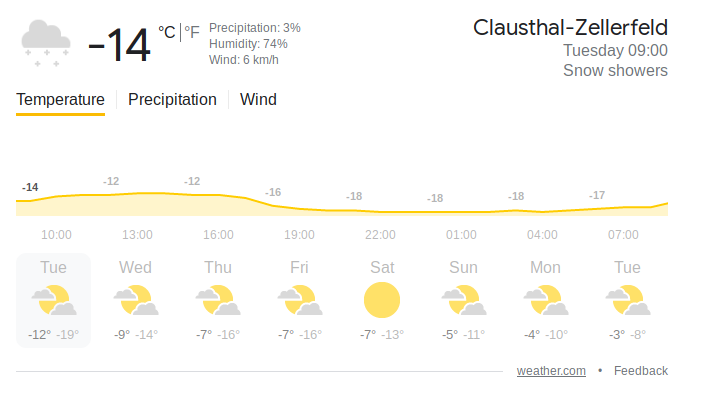 -14 °C | °F
Precipitation: 3%
Humidity: 74%
Wind: 6 km/h
Clausthal-Zellerfeld
Tuesday 09:00
Snow showers
Temperature | Precipitation | Wind
-14 -12 -12 -16 -18 -18 -18 -17
10:00 13:00 16:00 19:00 22:00 01:00 04:00 07:00
Tue Wed Thu Fri Sat Sun Mon Tue
-12° -19° -9° -14° -7° -16° -7° -16° -7° -13° -5° -11° -4° -10° -3° -8°
weather.com • Feedback